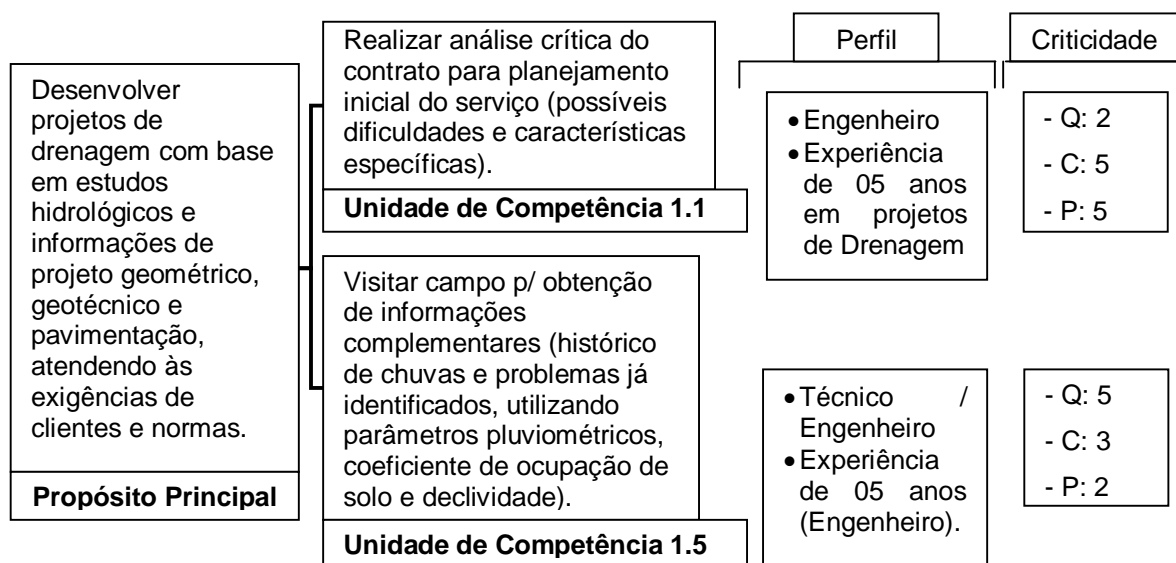 Desenvolver
projetos de
drenagem com base
em estudos
hidrológicos e
informações de
projeto geométrico,
geotécnico e
pavimentação,
atendendo às
exigências de
clientes e normas.
Propósito Principal
Realizar análise crítica do
contrato para planejamento
inicial do serviço (possíveis
dificuldades e características
específicas).
Unidade de Competência 1.1
Visitar campo p/ obtenção
de informações
complementares (histórico
de chuvas e problemas já
identificados, utilizando
parâmetros pluviométricos,
coeficiente de ocupação de
solo e declividade).
Unidade de Competência 1.5
Perfil
• Engenheiro
• Experiência
de 05 anos
em projetos
de Drenagem
• Técnico /
Engenheiro
• Experiência
de 05 anos
(Engenheiro).
Criticidade
- Q: 2
- C: 5
- P: 5
- Q: 5
- C: 3
- P: 2